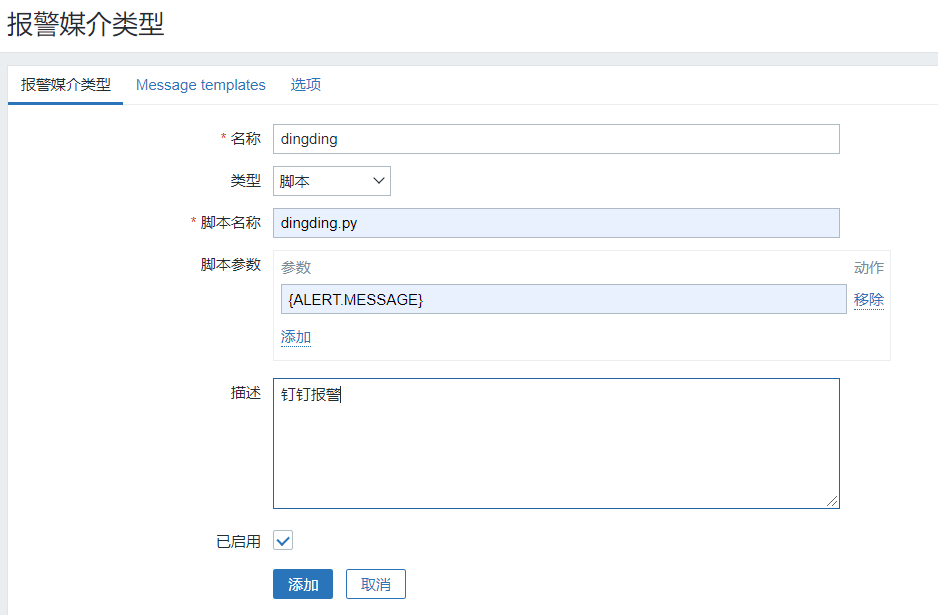 报警媒介类型
报警媒介类型 Message templates 选项
* 名称 dingding
类型 脚本
* 脚本名称 dingding.py
脚本参数 参数 动作
{ALERT.MESSAGE} 移除
添加
描述 钉钉报警
已启用
添加 取消